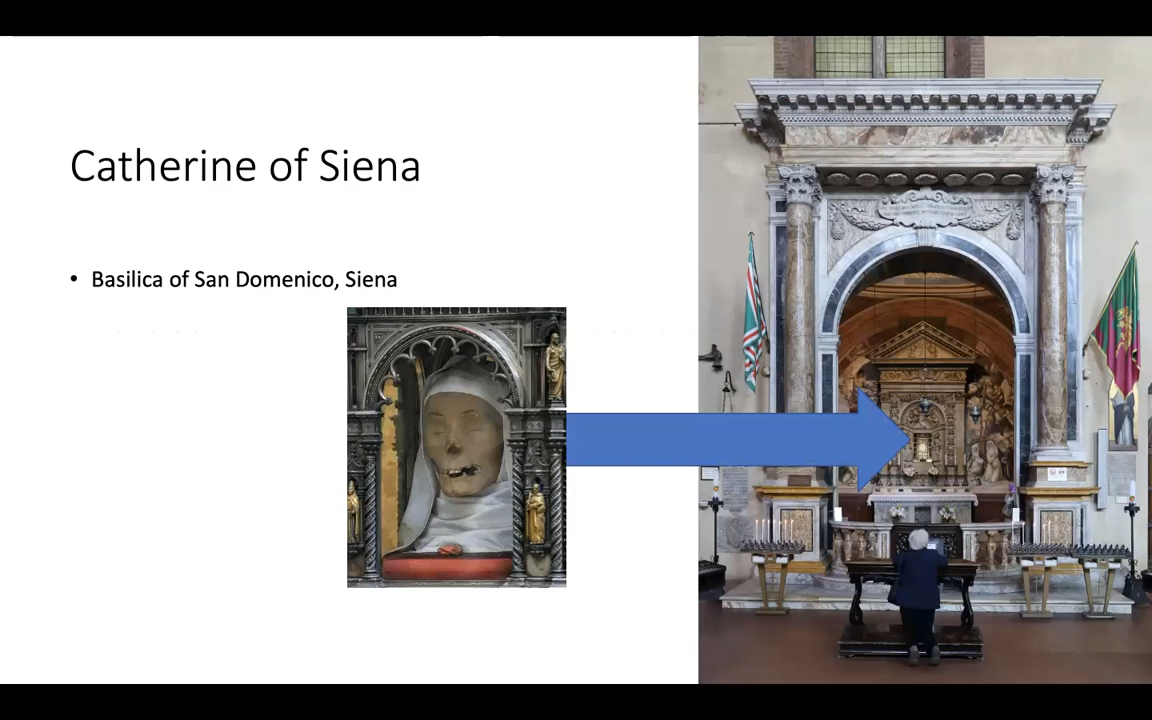 Catherine of Siena
• Basilica of San Domenico, Siena